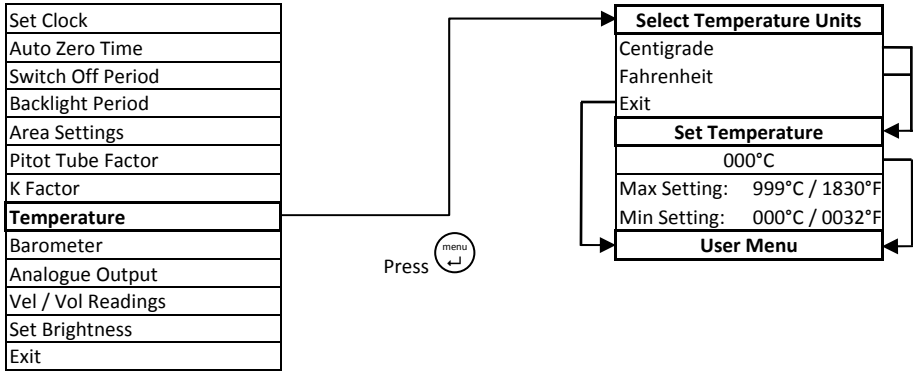 Set Clock
Auto Zero Time
Switch Off Period
Backlight Period
Area Settings
Pitot Tube Factor
K Factor
Temperature
Barometer
Analogue Output
Vel / Vol Readings
Set Brightness
Exit
Press menu
Select Temperature Units
Centigrade
Fahrenheit
Exit
Set Temperature
000°C
Max Setting: 999°C / 1830°F
Min Setting: 000°C / 0032°F
User Menu